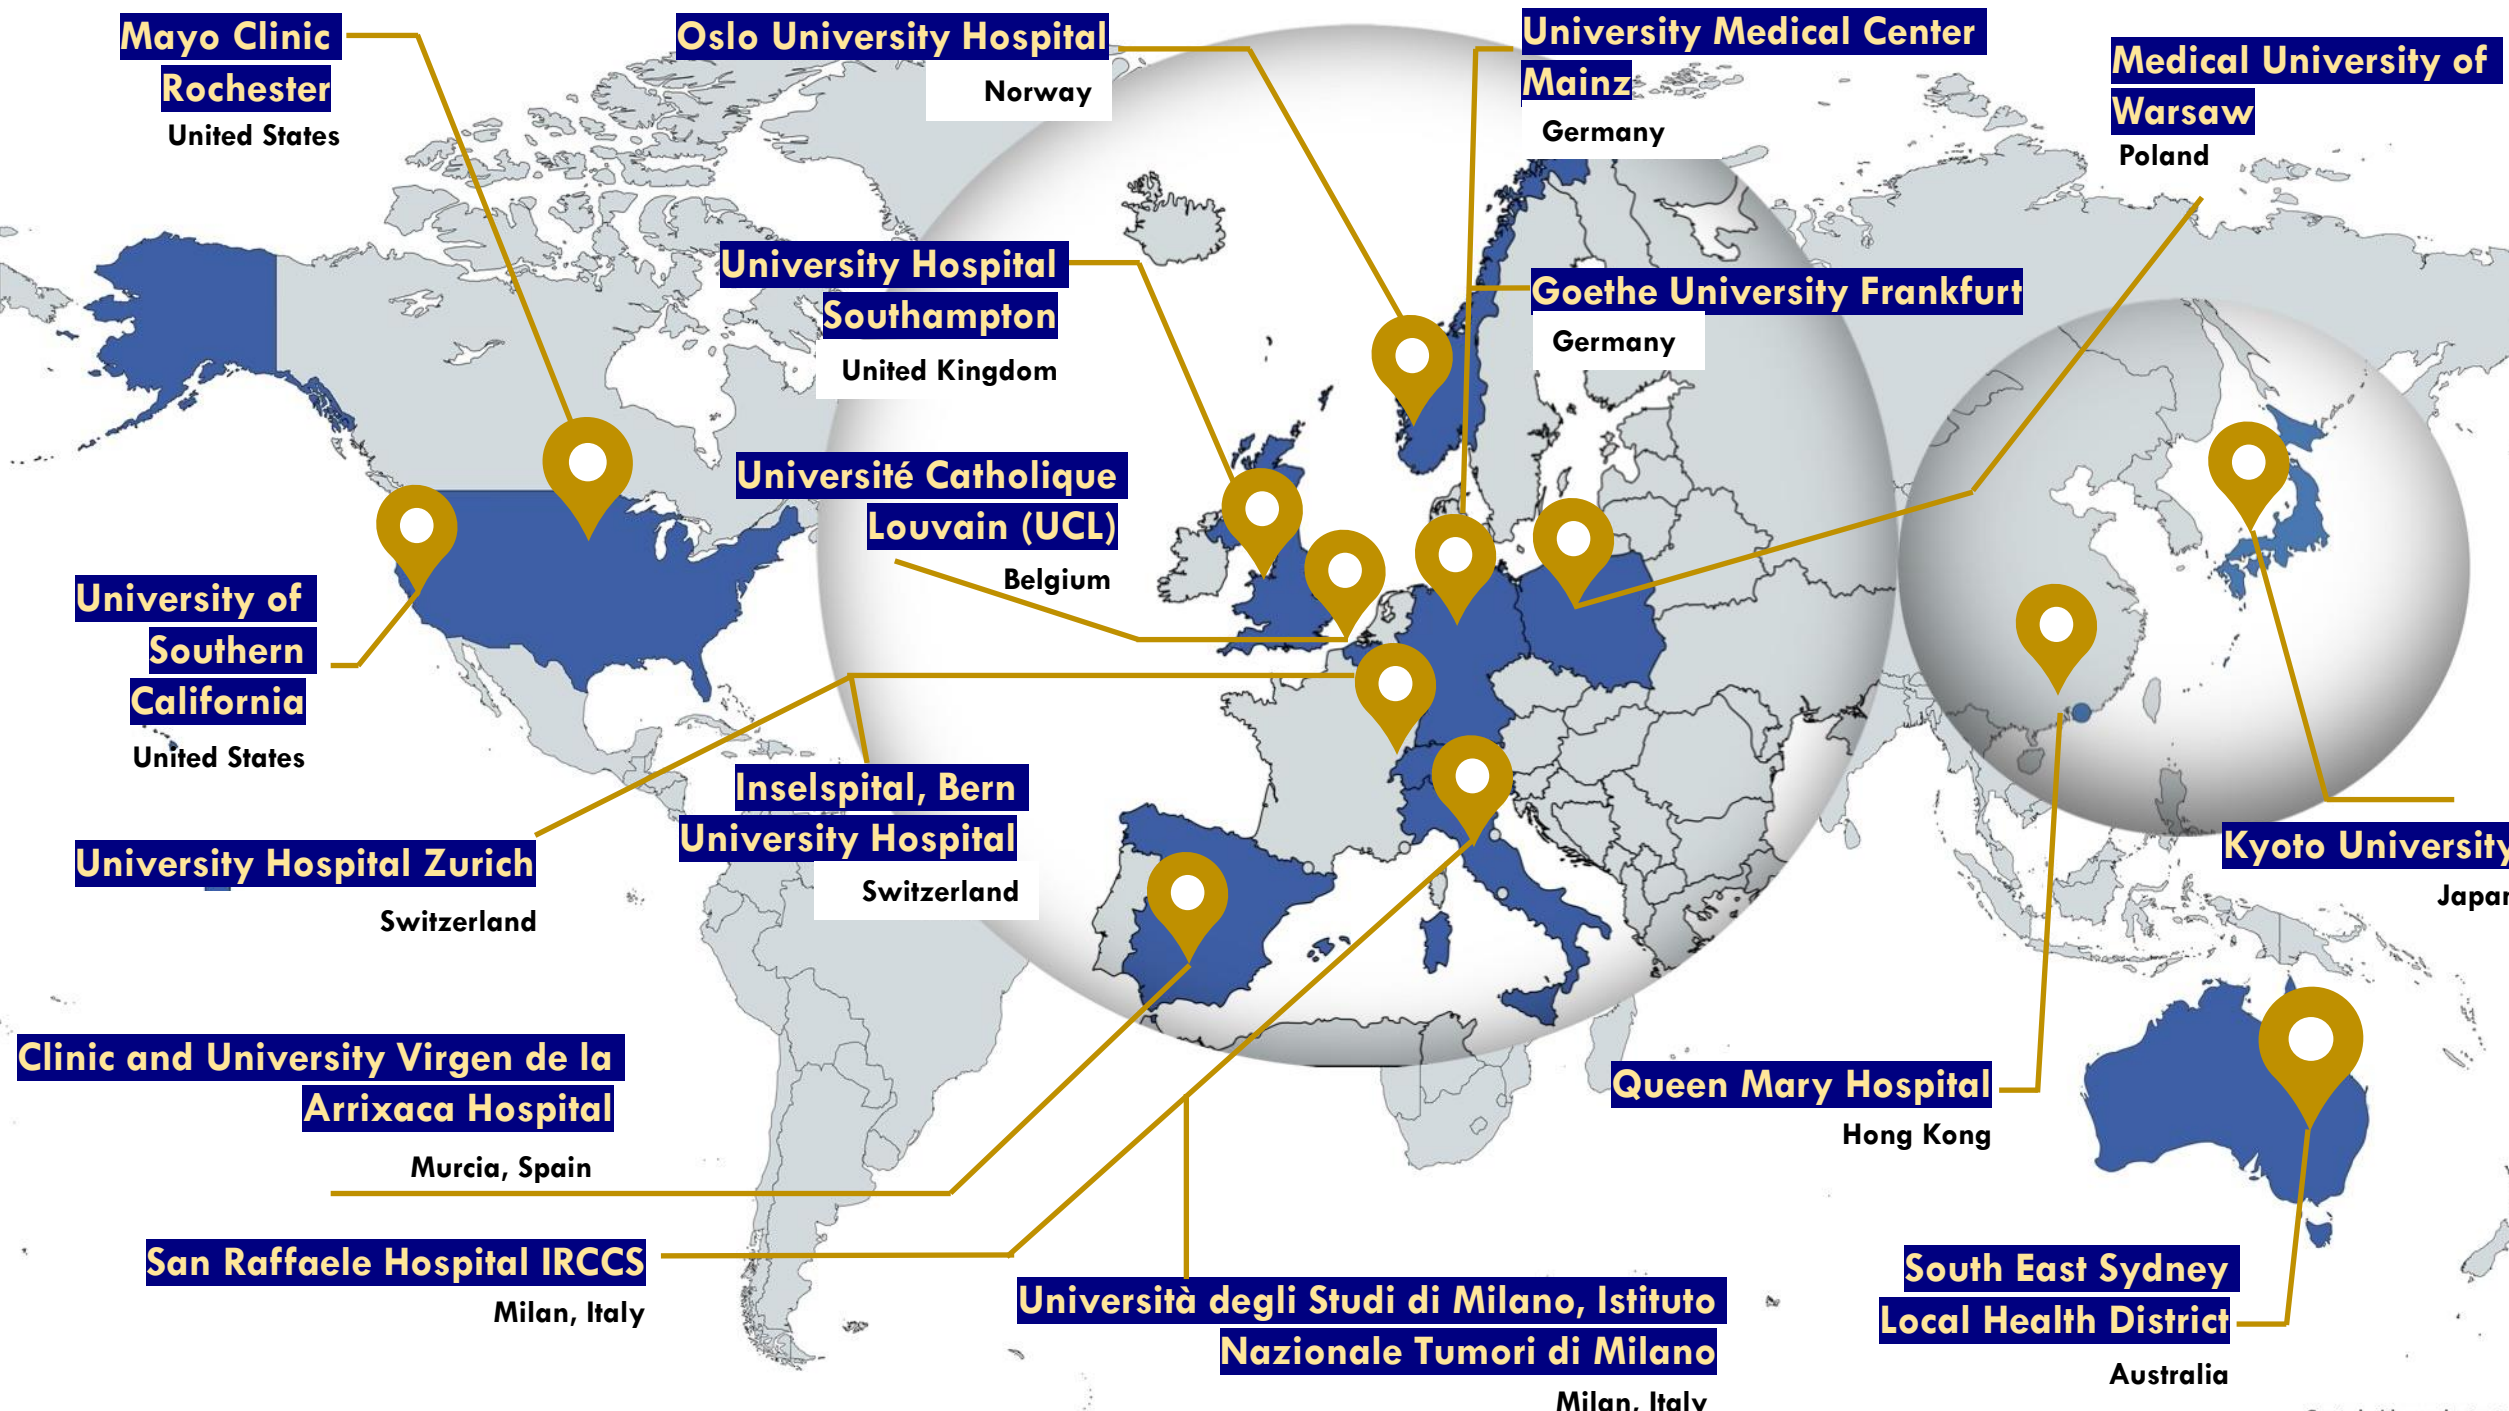 Mayo Clinic
Rochester
United States
Oslo University Hospital
Norway
University Medical Center
Mainz
Germany
Medical University of
Warsaw
Poland
University Hospital
Southampton
United Kingdom
Goethe University Frankfurt
Germany
Université Catholique
Louvain (UCL)
Belgium
University of
Southern
California
United States
Inselspital, Bern
University Hospital
Switzerland
University Hospital Zurich
Switzerland
Kyoto University
Japan
Clinic and University Virgen de la
Arrixaca Hospital
Murcia, Spain
Queen Mary Hospital
Hong Kong
San Raffaele Hospital IRCCS
Milan, Italy
Università degli Studi di Milano, Istituto
Nazionale Tumori di Milano
Milan, Italy
South East Sydney
Local Health District
Australia